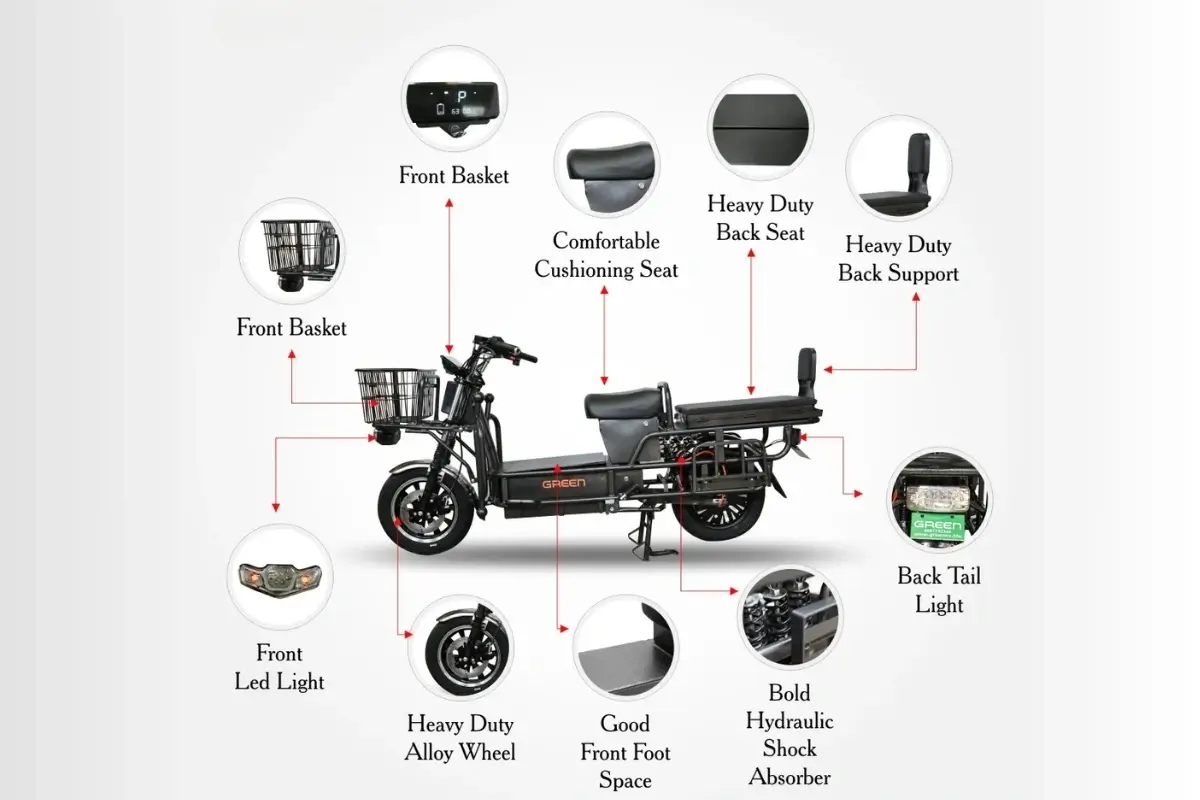 P
Front Basket
Heavy Duty
Back Seat
Comfortable
Cushioning Seat
Heavy Duty
Back Support
Front Basket
GREEN
GREEN
Back Tail
Light
Front
Led Light
Heavy Duty
Alloy Wheel
Good
Front Foot
Space
Bold
Hydraulic
Shock
Absorber